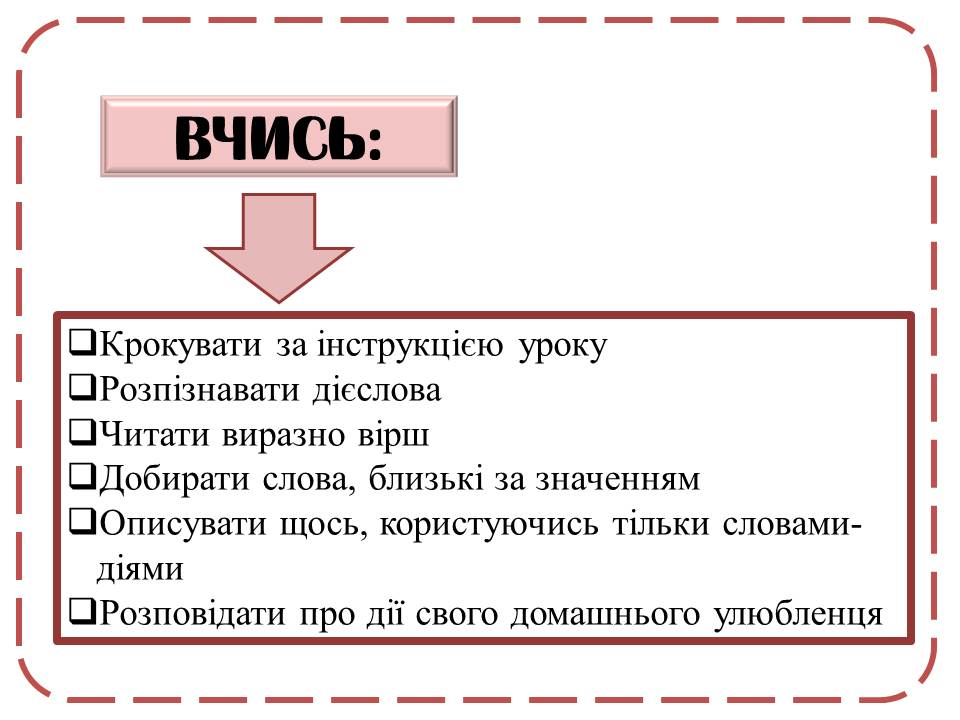 ВЧИСЬ:
❑Крокувати за інструкцією уроку
❑Розпізнавати дієслова
❑Читати виразно вірш
❑Добирати слова, близькі за значенням
❑Описувати щось, користуючись тільки словами-
діями
❑Розповідати про дії свого домашнього улюбленця